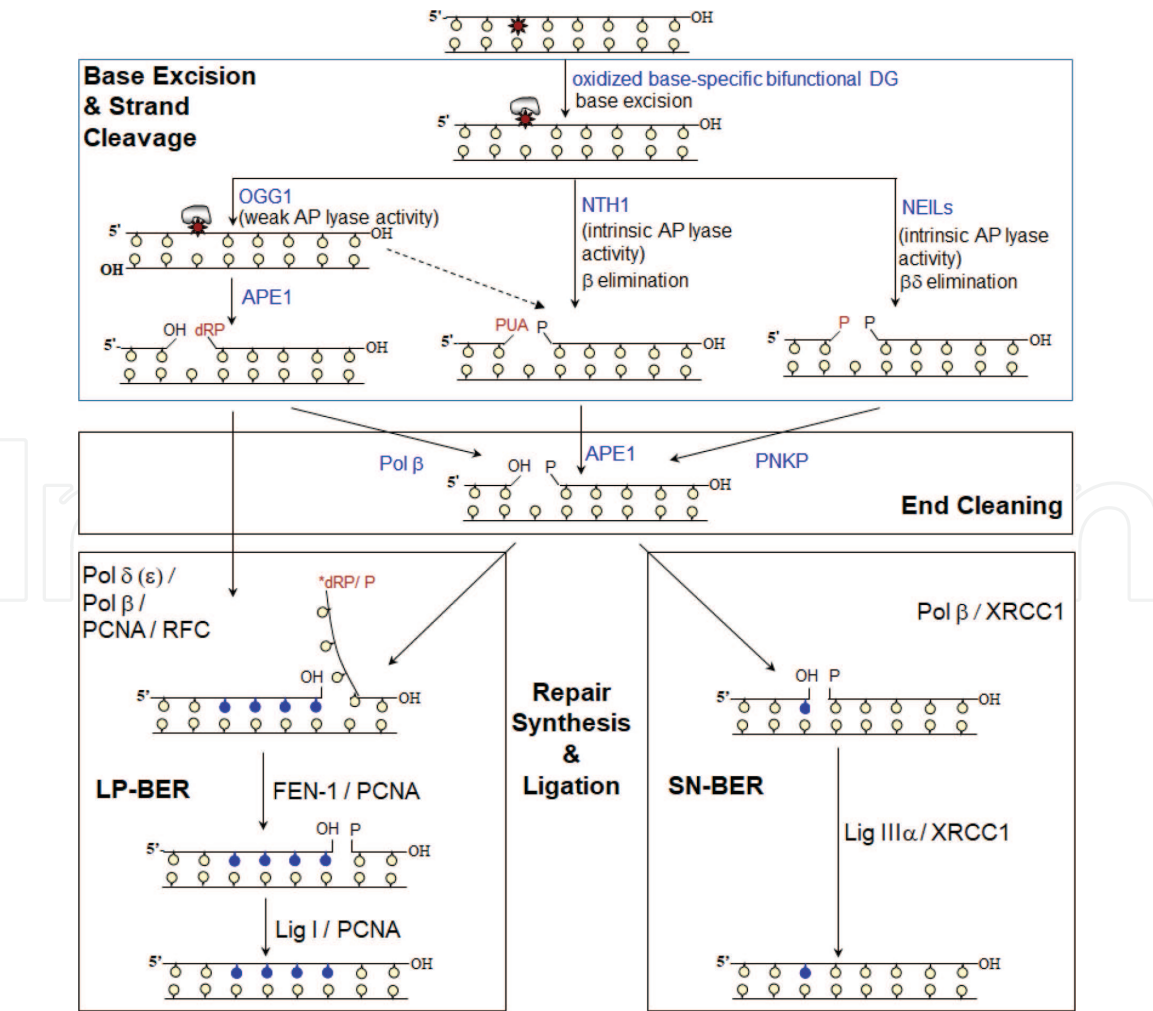 5'- OH
Base Excision
& Strand
Cleavage
oxidized base-specific bifunctional DG
base excision
5' OH
OGG1
(weak AP lyase activity)
5' OH
OH
NTH1
(intrinsic AP lyase
activity)
β elimination
NEILs
(intrinsic AP lyase
activity)
βδ elimination
APE1
OH dRP
5'- OH
PUA P
5'- OH
P P
5'- OH
Pol β
APE1
PNKP
OH P
5' OH
End Cleaning
Pol δ (ε) /
Pol β /
PCNA / RFC
*dRP/ P
OH
5'- OH
Repair
Synthesis
&
Ligation
Pol β / XRCC1
OH P
5'- OH
LP-BER
FEN-1 / PCNA
SN-BER
Lig IIIα/ XRCC1
OH P
5'- OH
Lig I / PCNA
5'- OH
5'- OH